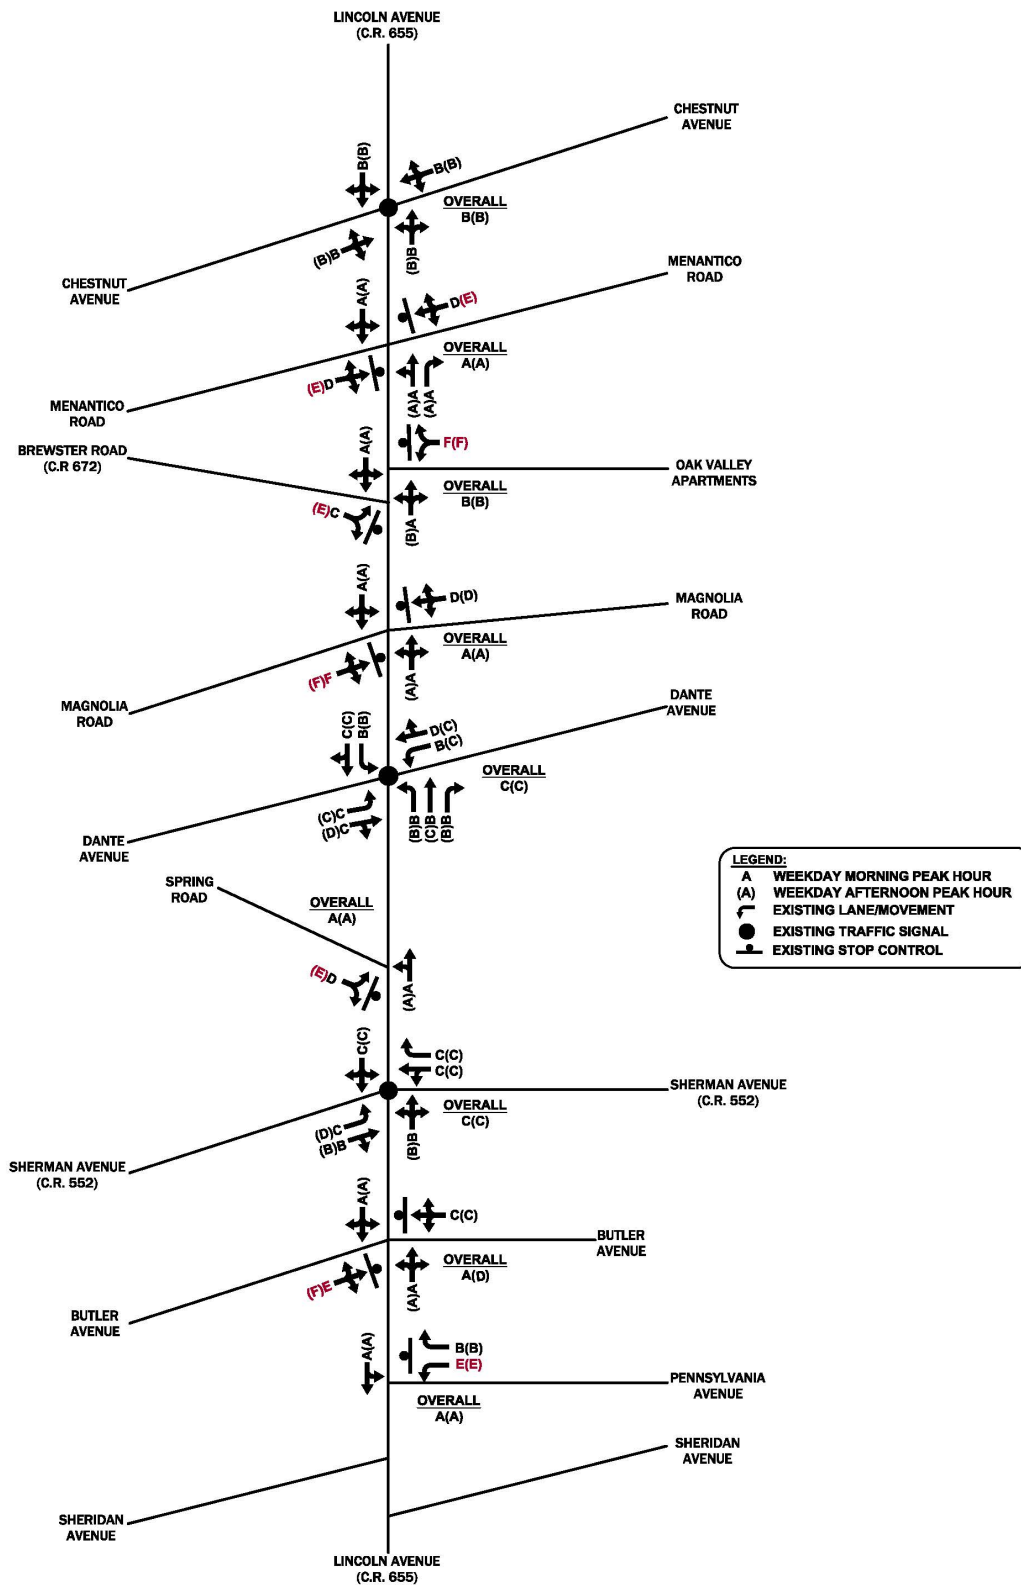 LINCOLN AVENUE
(C.R. 655)
CHESTNUT
AVENUE
B(B)
B(B)
OVERALL
B(B)
(B)B
(B)B
CHESTNUT
AVENUE
MENANTICO
ROAD
A(A)
D(E)
OVERALL
A(A)
(E)D
(A)A
(A)A
MENANTICO
ROAD
BREWSTER ROAD
(C.R 672)
A(A)
F(F)
OAK VALLEY
APARTMENTS
OVERALL
B(B)
(E)C
(B)A
A(A)
D(D)
MAGNOLIA
ROAD
OVERALL
A(A)
(F)F
(A)A
MAGNOLIA
ROAD
DANTE
AVENUE
C(C)
B(B)
D(C)
B(C)
OVERALL
C(C)
(C)C
(D)C
(B)B
(C)B
(B)B
DANTE
AVENUE
LEGEND:
A WEEKDAY MORNING PEAK HOUR
(A) WEEKDAY AFTERNOON PEAK HOUR
EXISTING LANE/MOVEMENT
EXISTING TRAFFIC SIGNAL
EXISTING STOP CONTROL
SPRING
ROAD
OVERALL
A(A)
(E)D
(A)A
C(C)
C(C)
C(C)
SHERMAN AVENUE
(C.R. 552)
OVERALL
C(C)
(D)C
(B)B
(B)B
SHERMAN AVENUE
(C.R. 552)
A(A)
C(C)
BUTLER
AVENUE
OVERALL
A(D)
(F)E
(A)A
BUTLER
AVENUE
A(A)
B(B)
E(E)
PENNSYLVANIA
AVENUE
OVERALL
A(A)
SHERIDAN
AVENUE
SHERIDAN
AVENUE
LINCOLN AVENUE
(C.R. 655)